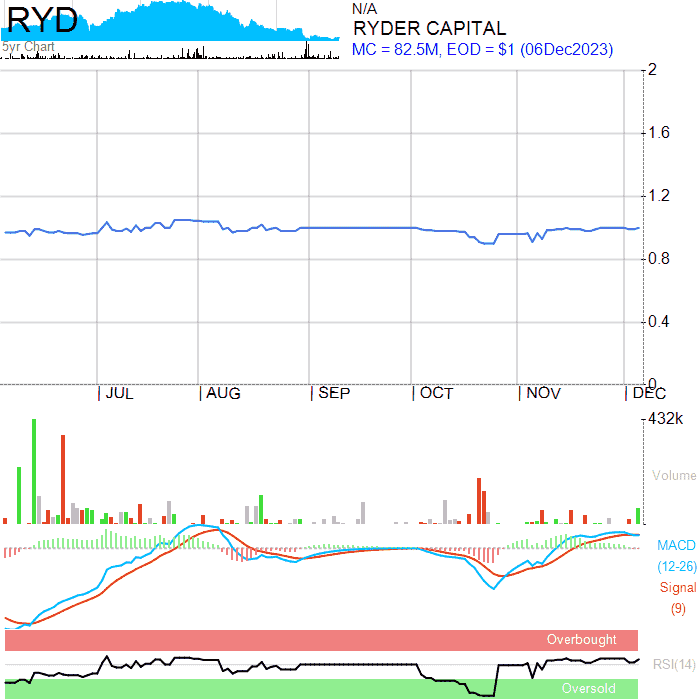 RYD
5yr Chart
N/A
RYDER CAPITAL
MC = 82.5M, EOD = $1 (06Dec2023)
2
1.6
1.2
0.8
0.4
0
JUL AUG SEP OCT NOV DEC
432k
Volume
MACD
(12-26)
Signal
(9)
Overbought
RSI(14)
Oversold